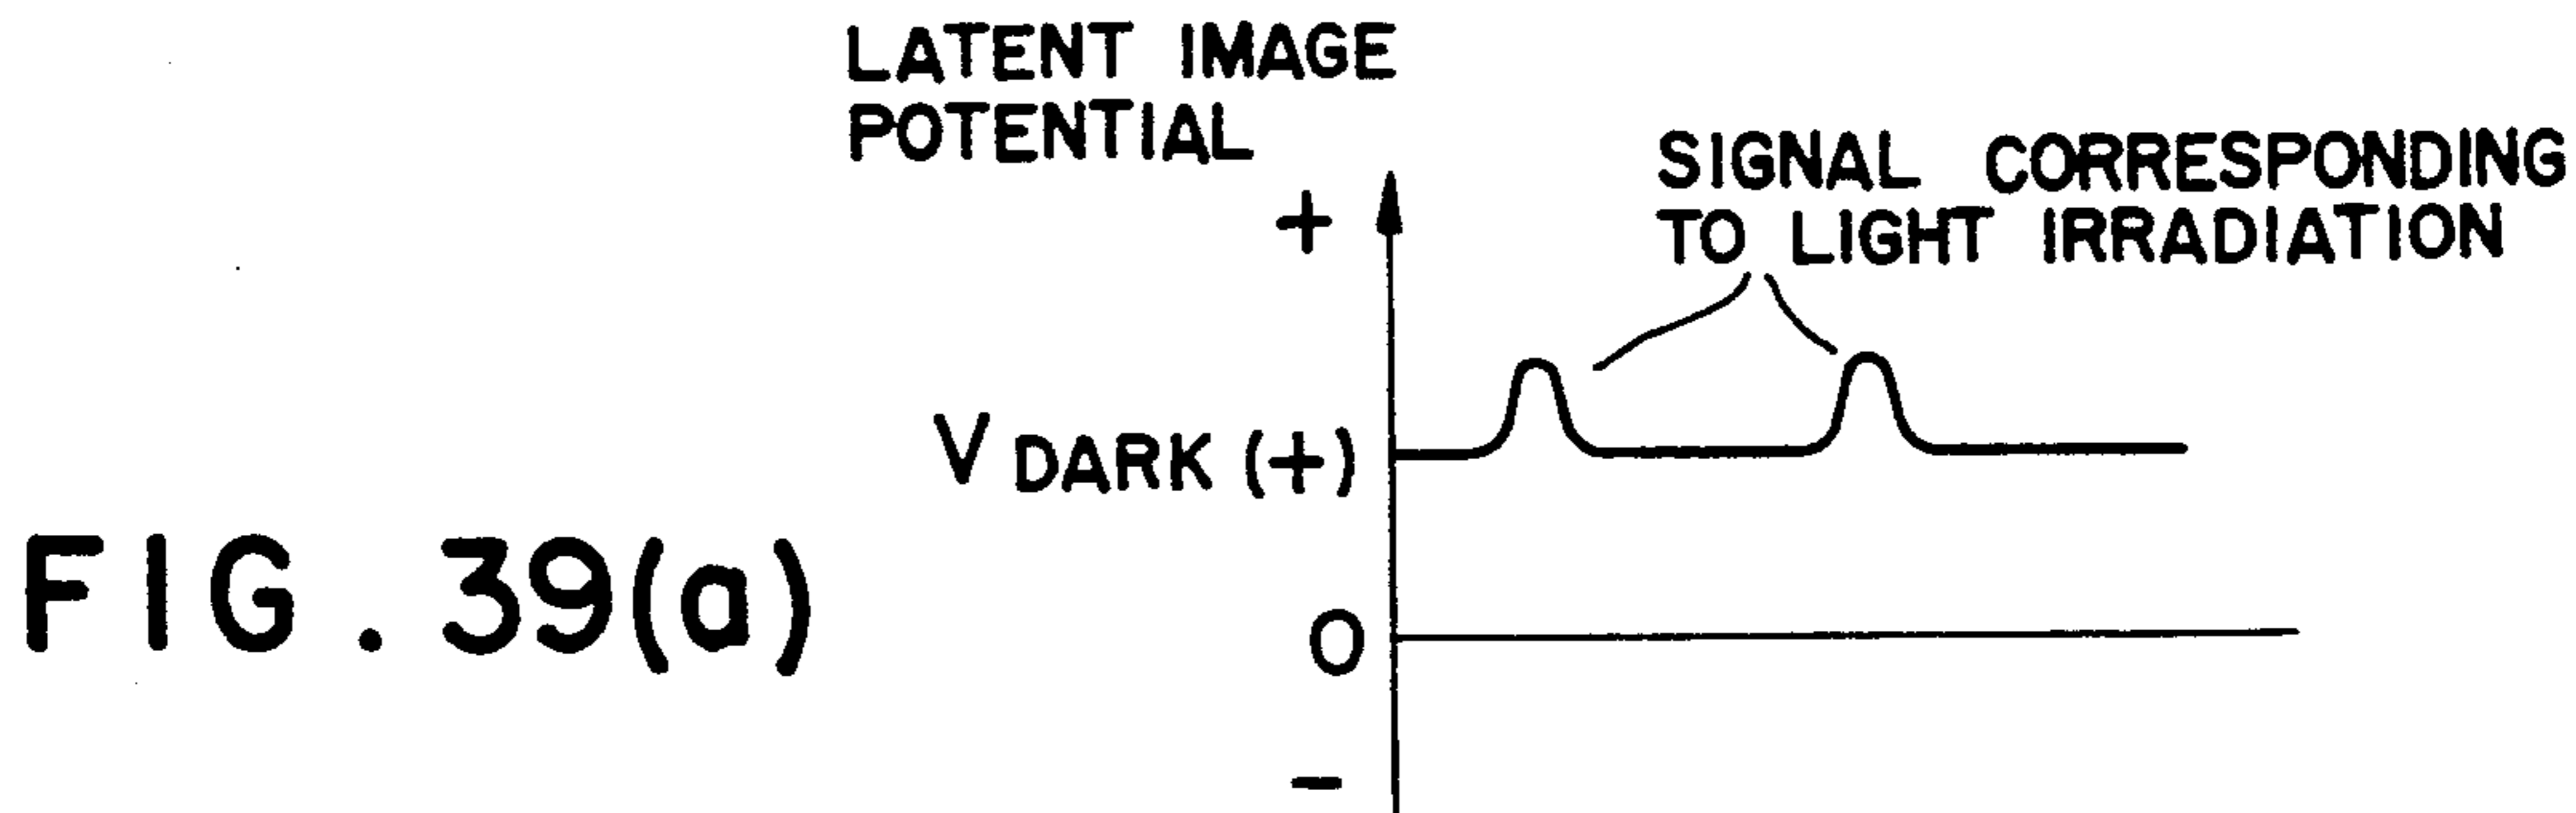 LATENT IMAGE
POTENTIAL
SIGNAL CORRESPONDING
TO LIGHT IRRADIATION
+
V DARK (+)
FIG. 39(a)
0
-